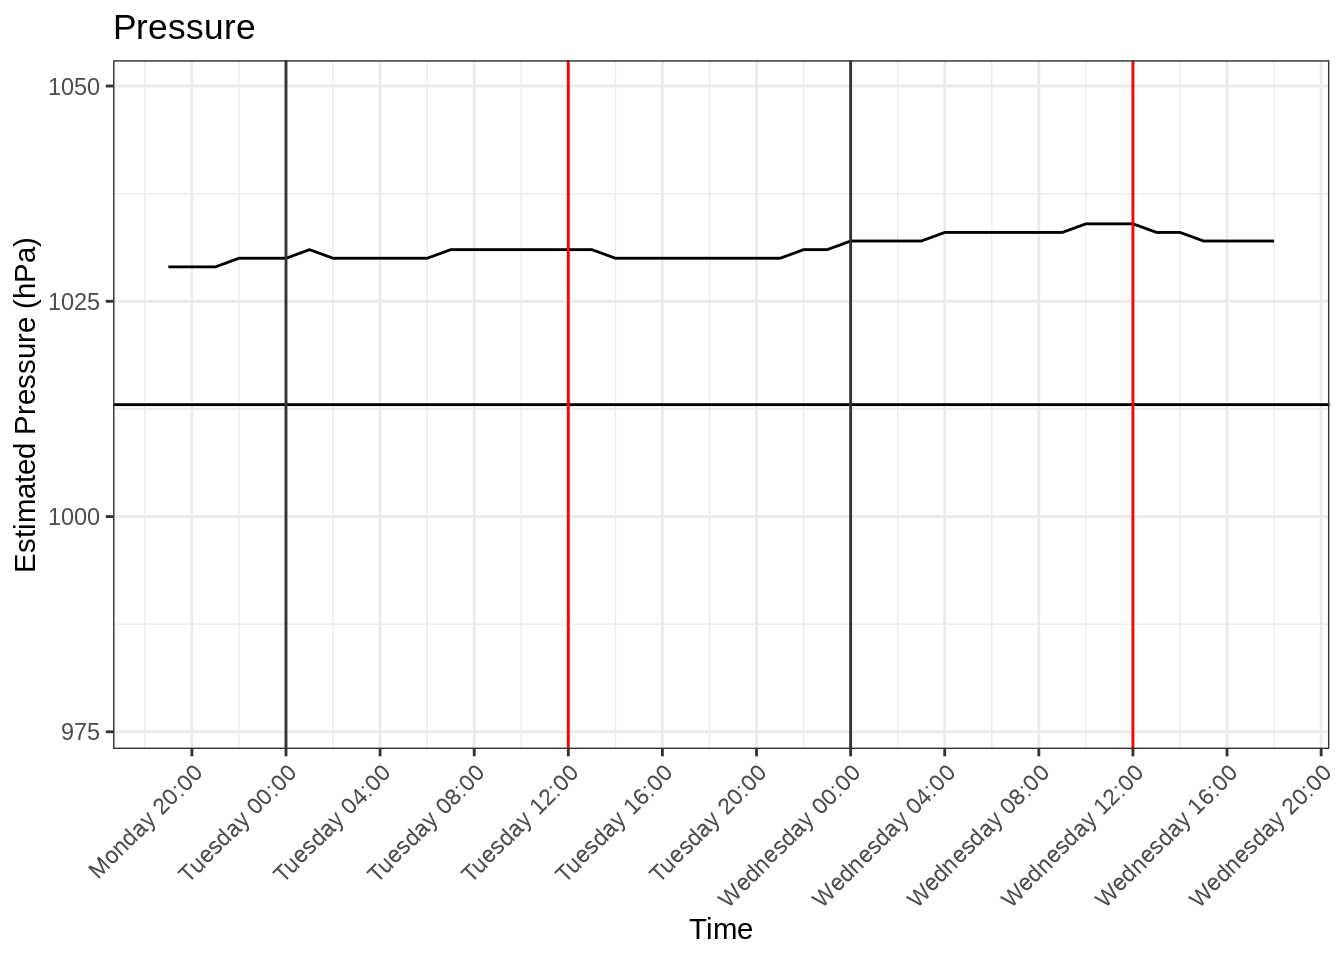 Pressure
Estimated Pressure (hPa)
1050
1025
1000
975
Monday 20:00
Tuesday 00:00
Tuesday 04:00
Tuesday 08:00
Tuesday 12:00
Tuesday 16:00
Tuesday 20:00
Wednesday 00:00
Wednesday 04:00
Wednesday 08:00
Wednesday 12:00
Wednesday 16:00
Wednesday 20:00
Time